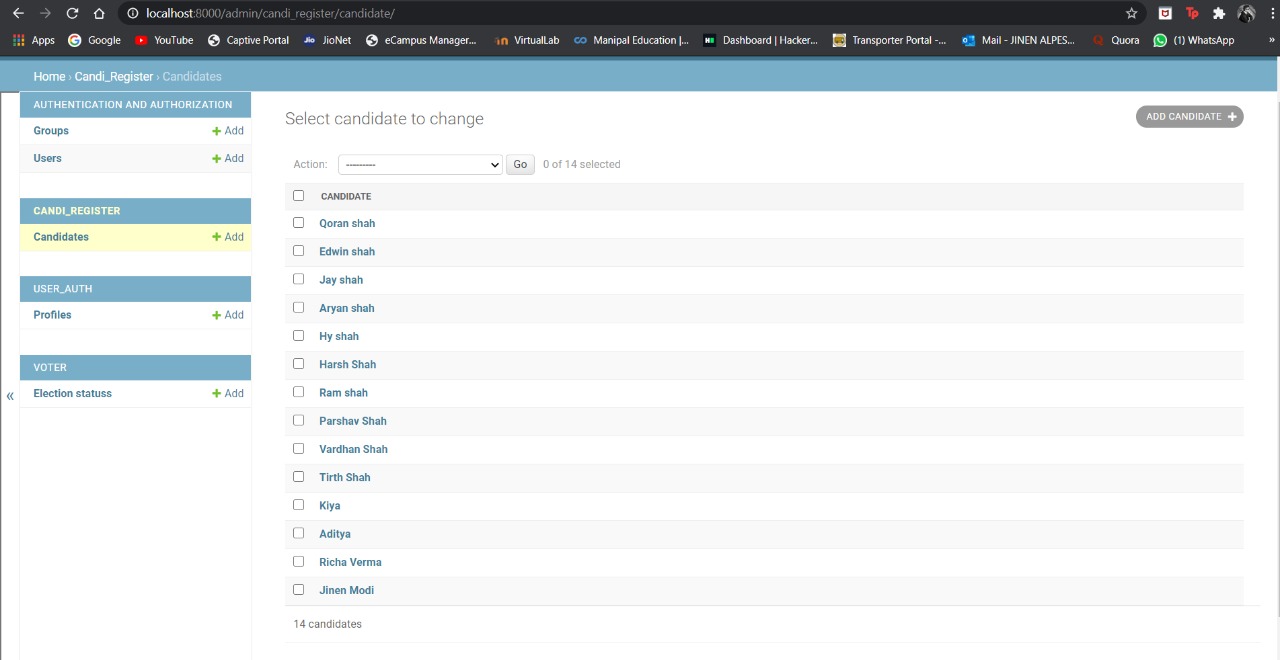 localhost:8000/admin/candi_register/candidate/
Apps Google YouTube Captive Portal Jio JioNet eCampus Manager... VirtualLab Manipal Education |... Dashboard | Hacker... Transporter Portal -... Mail - JINEN ALPES... Quora (1) WhatsApp »
Home › Candi_Register › Candidates
AUTHENTICATION AND AUTHORIZATION
Groups + Add
Users + Add
CANDI_REGISTER
Candidates + Add
USER_AUTH
Profiles + Add
VOTER
Election statuss + Add
«
Select candidate to change
ADD CANDIDATE +
Action: --------- Go 0 of 14 selected
CANDIDATE
Qoran shah
Edwin shah
Jay shah
Aryan shah
Hy shah
Harsh Shah
Ram shah
Parshav Shah
Vardhan Shah
Tirth Shah
Kiya
Aditya
Richa Verma
Jinen Modi
14 candidates